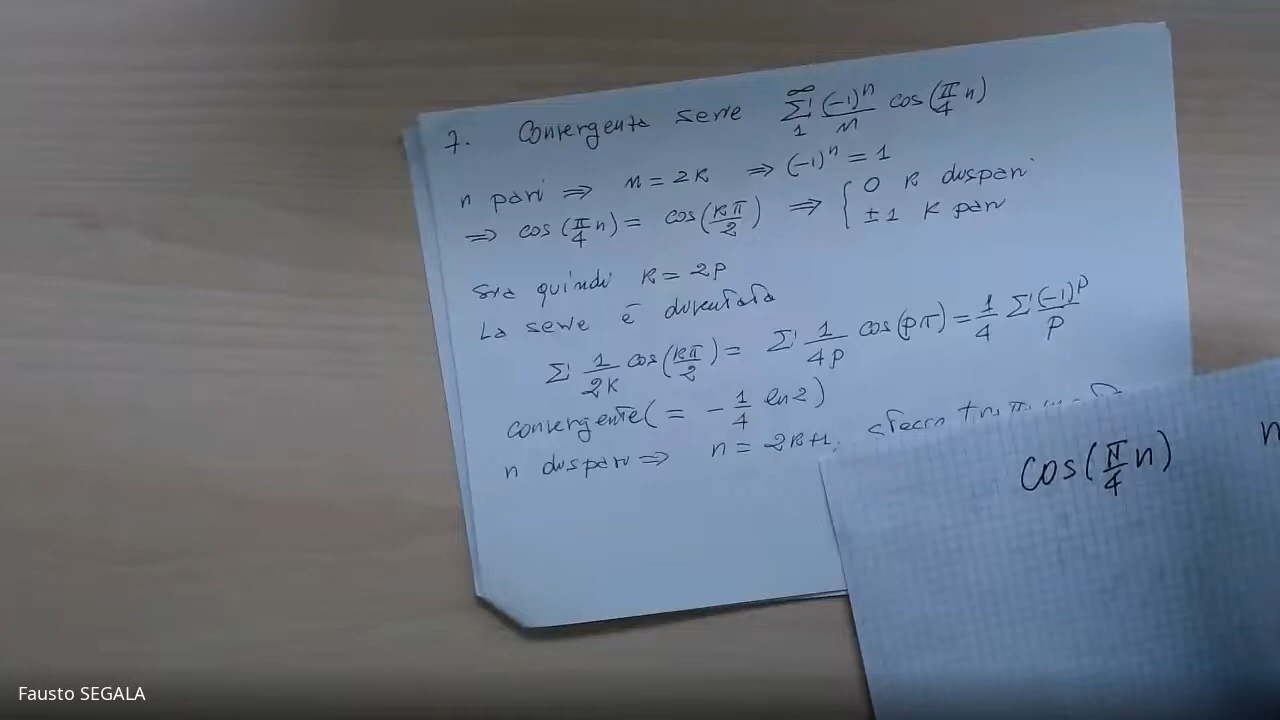 7. Convergenta serie ∑_1^∞ (-1)^n/n cos(π/4 n)
n pari ⇒ n = 2k ⇒ (-1)^n = 1
⇒ cos(π/4 n) = cos(kπ/2) ⇒ { 0 k dispari
±1 k pari
Sia quindi k = 2p
La serie è diventata
∑ 1/2k cos(kπ/2) = ∑ 1/4p cos(pπ) = 1/4 ∑ (-1)^p/p
convergente (= - 1/4 ln2)
n dispari ⇒ n = 2k+1,
cos(π/4 n) n
Fausto SEGALA